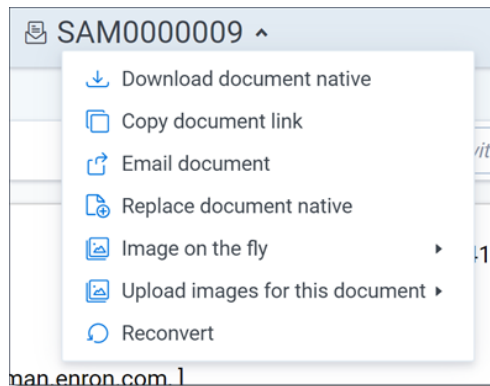 SAM0000009
Download document native
Copy document link
Email document
Replace document native
Image on the fly
Upload images for this document
Reconvert
man.enron.com, ]